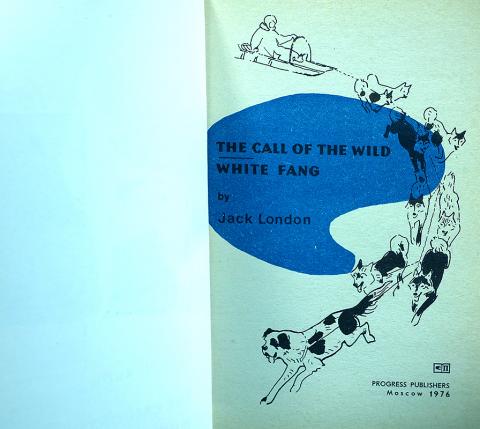 THE CALL OF THE WILD
WHITE FANG
by
Jack London
PROGRESS PUBLISHERS
Moscow 1976